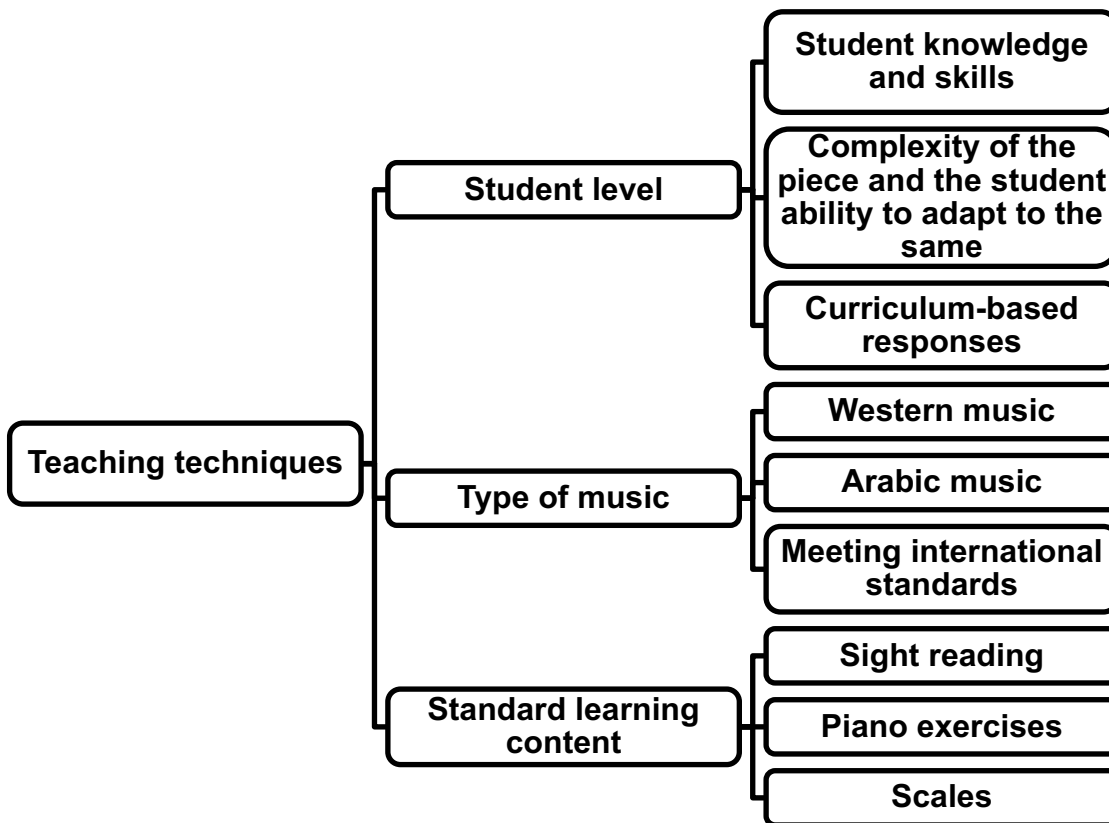 Student knowledge
and skills
Complexity of the
piece and the student
ability to adapt to the
same
Student level
Curriculum-based
responses
Western music
Teaching techniques
Type of music
Arabic music
Meeting international
standards
Sight reading
Standard learning
content
Piano exercises
Scales